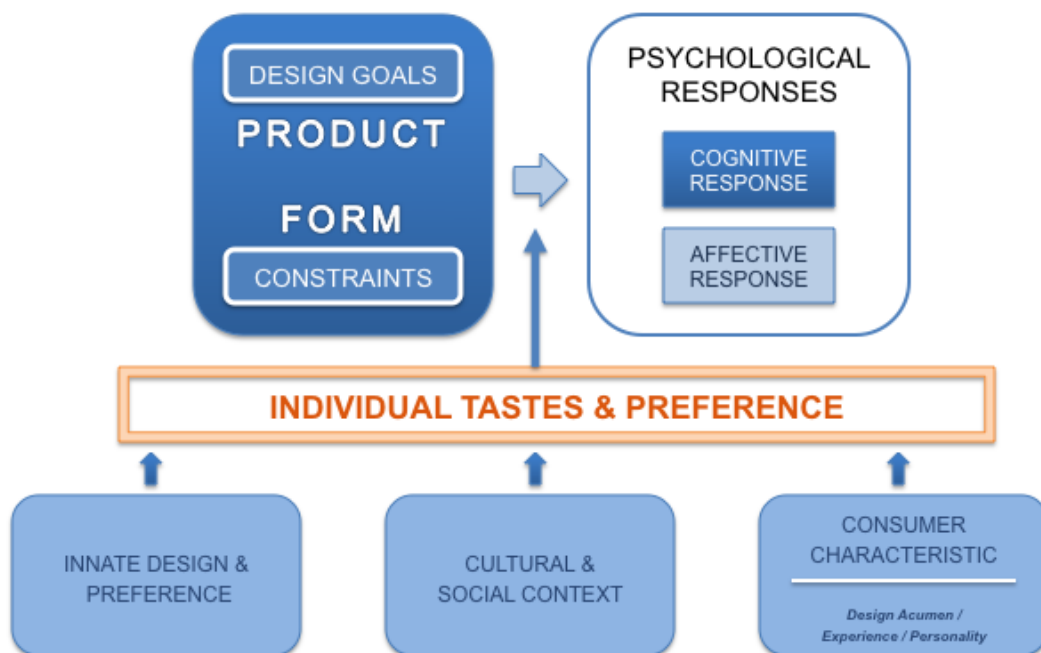 DESIGN GOALS
PRODUCT
FORM
CONSTRAINTS
PSYCHOLOGICAL
RESPONSES
COGNITIVE
RESPONSE
AFFECTIVE
RESPONSE
INDIVIDUAL TASTES & PREFERENCE
INNATE DESIGN &
PREFERENCE
CULTURAL &
SOCIAL CONTEXT
CONSUMER
CHARACTERISTIC
Design Acumen /
Experience / Personality